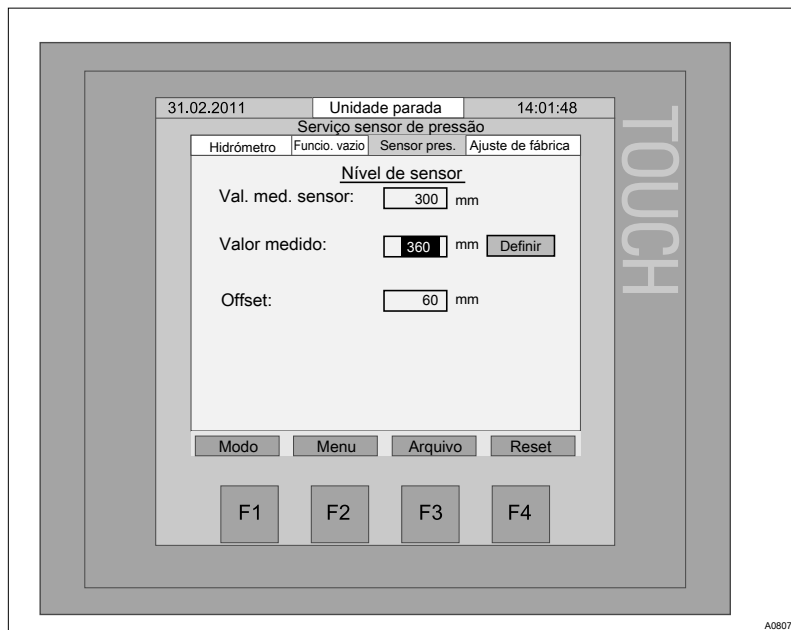 31.02.2011 Unidade parada 14:01:48
Serviço sensor de pressão
Hidrómetro Funcio. vazio Sensor pres. Ajuste de fábrica
Nível de sensor
Val. med. sensor: 300 mm
Valor medido: 360 mm Definir
Offset: 60 mm
Modo Menu Arquivo Reset
F1 F2 F3 F4
TOUCH
A0807